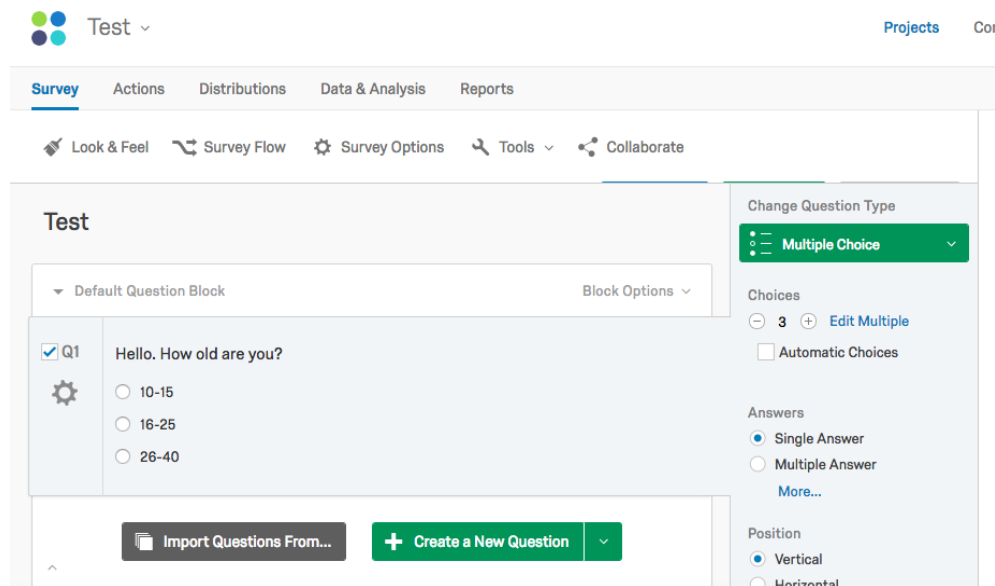 Test
Projects
Survey Actions Distributions Data & Analysis Reports
Look & Feel Survey Flow Survey Options Tools Collaborate
Test
Default Question Block Block Options
Q1 Hello. How old are you?
10-15
16-25
26-40
Import Questions From... Create a New Question
Change Question Type
Multiple Choice
Choices
3 Edit Multiple
Automatic Choices
Answers
Single Answer
Multiple Answer
More...
Position
Vertical
Horizontal